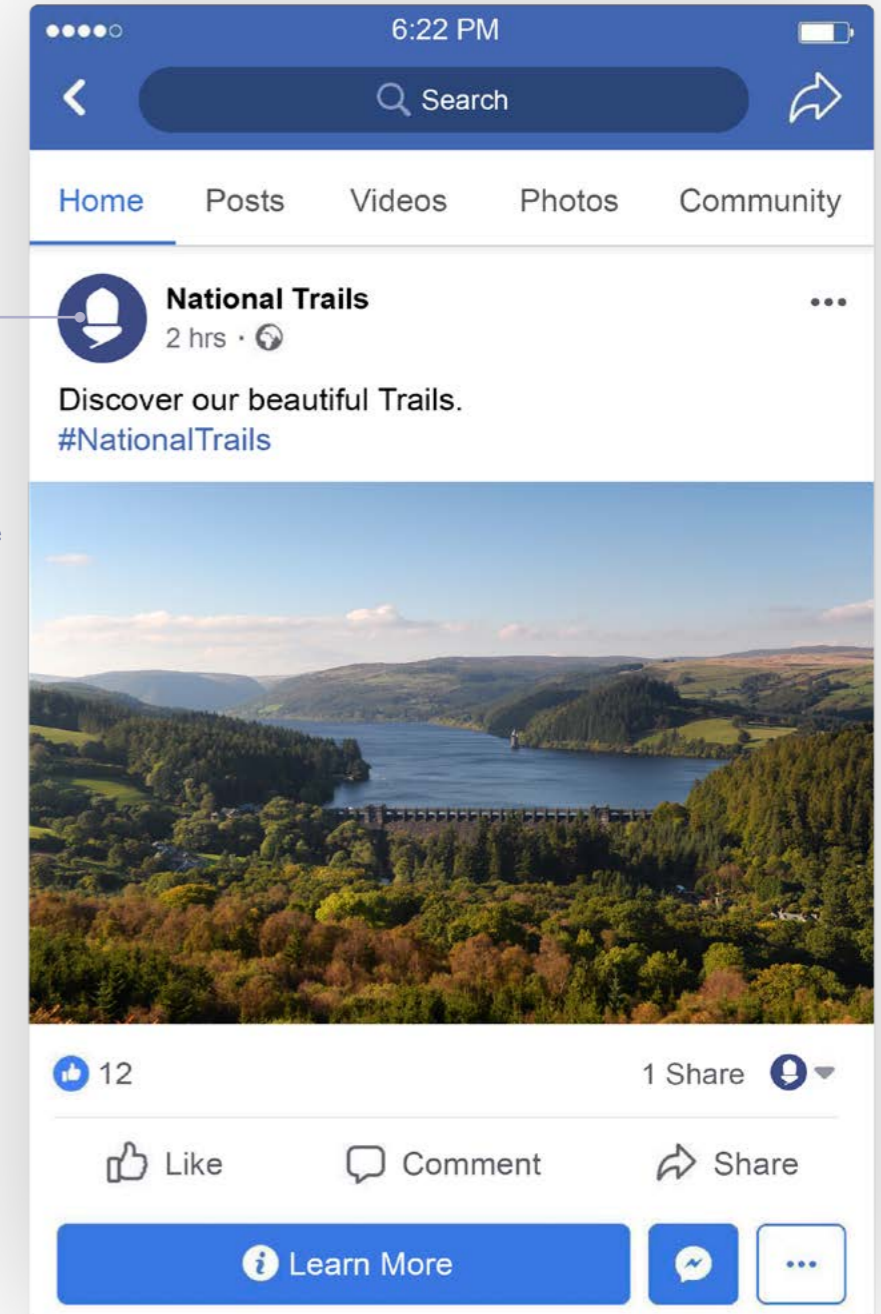 6:22 PM
Search
Home Posts Videos Photos Community
National Trails
2 hrs ·
Discover our beautiful Trails.
#NationalTrails
12 1 Share
Like Comment Share
Learn More